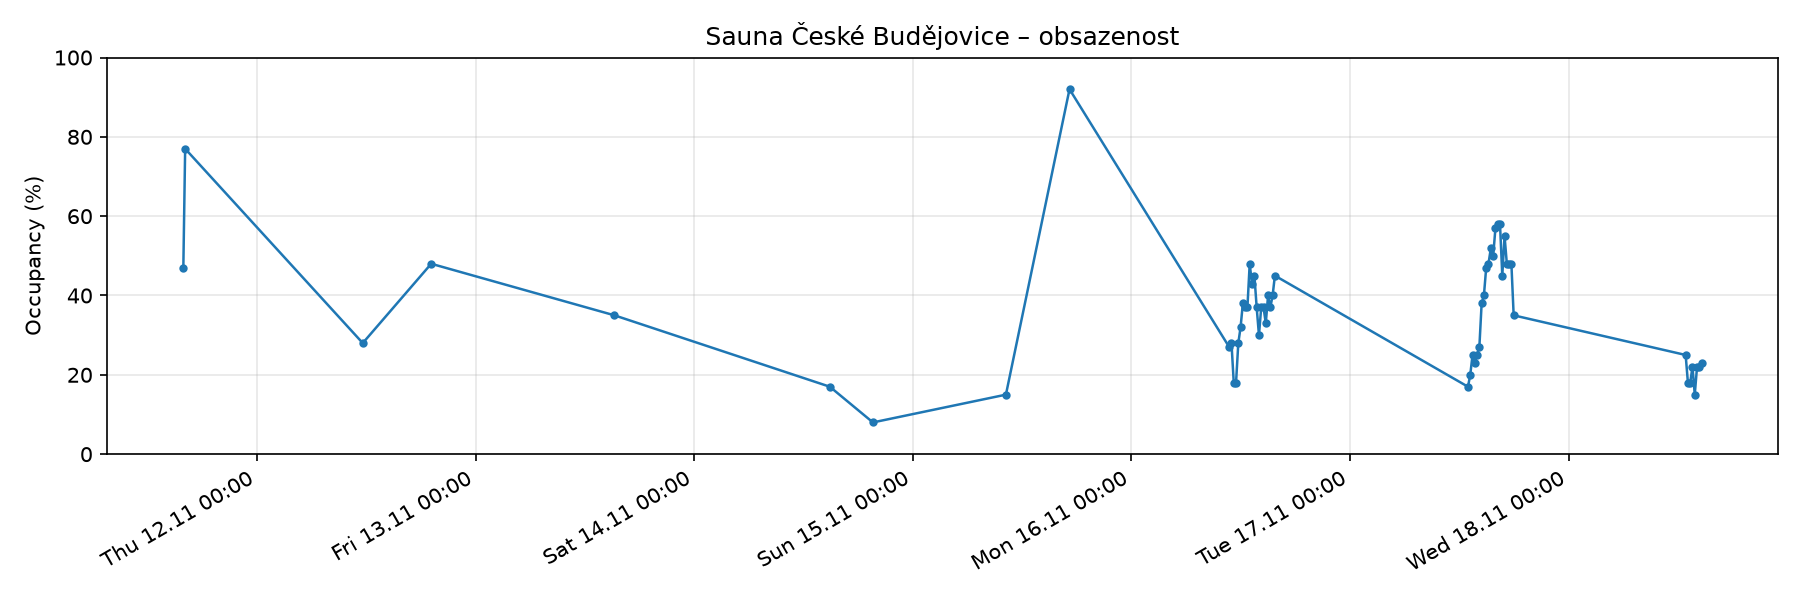 Sauna České Budějovice – obsazenost
Occupancy (%)
100
80
60
40
20
0
Thu 12.11 00:00
Fri 13.11 00:00
Sat 14.11 00:00
Sun 15.11 00:00
Mon 16.11 00:00
Tue 17.11 00:00
Wed 18.11 00:00